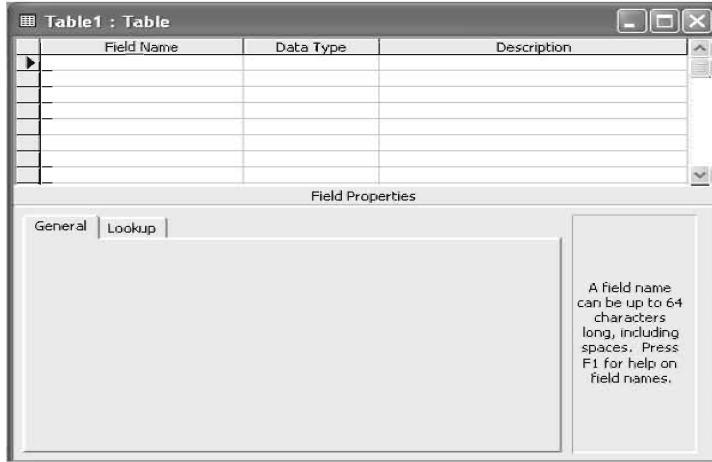 Table1 : Table
Field Name Data Type Description
Field Properties
General Lookup
A field name
can be up to 64
characters
long, including
spaces. Press
F1 for help on
field names.